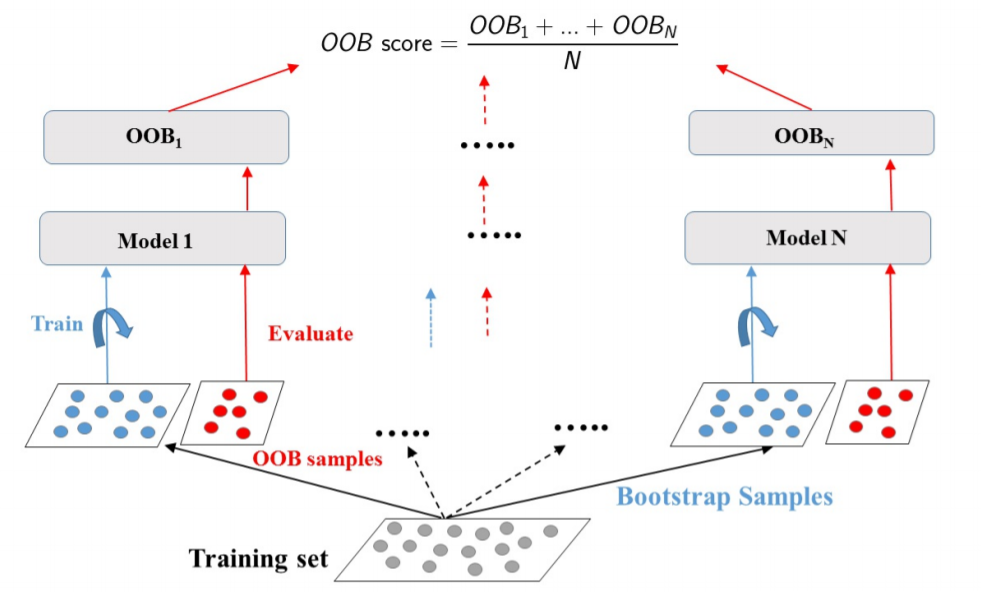 OOB score = OOB₁ + ... + OOB_N / N
OOB₁
.....
OOB_N
Model 1
.....
Model N
Train
Evaluate
.....
.....
OOB samples
Bootstrap Samples
Training set